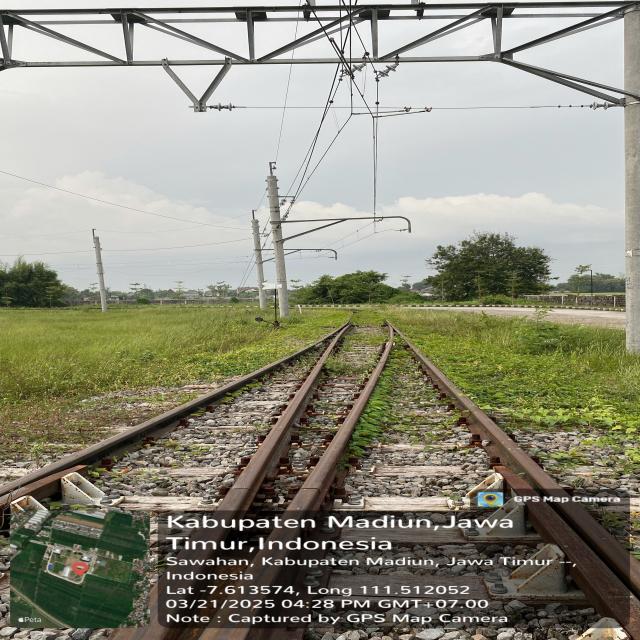 GPS Map Camera
Kabupaten Madiun,Jawa
Timur,Indonesia
Sawahan, Kabupaten Madiun, Jawa Timur --,
Indonesia
Lat -7.613574, Long 111.512052
03/21/2025 04:28 PM GMT+07:00
Note : Captured by GPS Map Camera
Peta